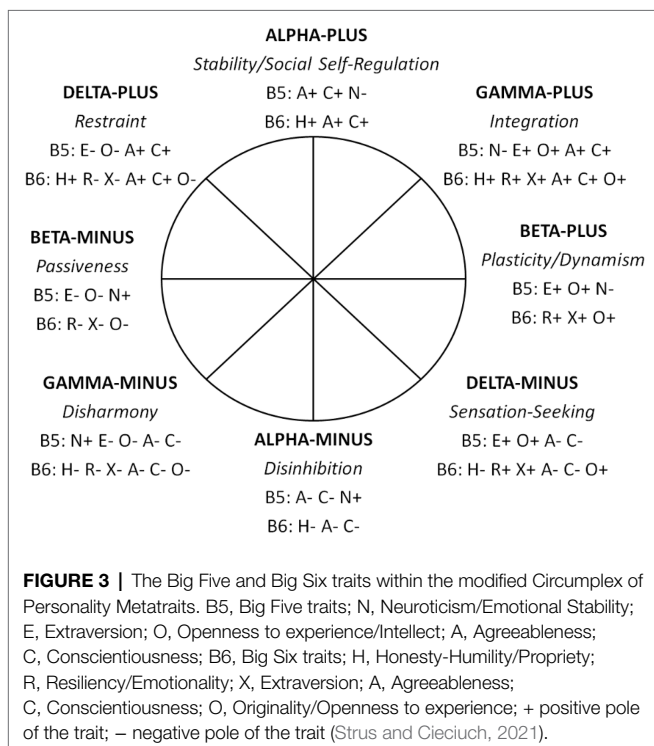 ALPHA-PLUS
Stability/Social Self-Regulation
B5: A+ C+ N-
B6: H+ A+ C+
DELTA-PLUS
Restraint
B5: E- O- A+ C+
B6: H+ R- X- A+ C+ O-
GAMMA-PLUS
Integration
B5: N- E+ O+ A+ C+
B6: H+ R+ X+ A+ C+ O+
BETA-MINUS
Passiveness
B5: E- O- N+
B6: R- X- O-
BETA-PLUS
Plasticity/Dynamism
B5: E+ O+ N-
B6: R+ X+ O+
GAMMA-MINUS
Disharmony
B5: N+ E- O- A- C-
B6: H- R- X- A- C- O-
ALPHA-MINUS
Disinhibition
B5: A- C- N+
B6: H- A- C-
DELTA-MINUS
Sensation-Seeking
B5: E+ O+ A- C-
B6: H- R+ X+ A- C- O+
FIGURE 3 | The Big Five and Big Six traits within the modified Circumplex of
Personality Metatraits. B5, Big Five traits; N, Neuroticism/Emotional Stability;
E, Extraversion; O, Openness to experience/Intellect; A, Agreeableness;
C, Conscientiousness; B6, Big Six traits; H, Honesty-Humility/Propriety;
R, Resiliency/Emotionality; X, Extraversion; A, Agreeableness;
C, Conscientiousness; O, Originality/Openness to experience; + positive pole
of the trait; − negative pole of the trait (Strus and Cieciuch, 2021).